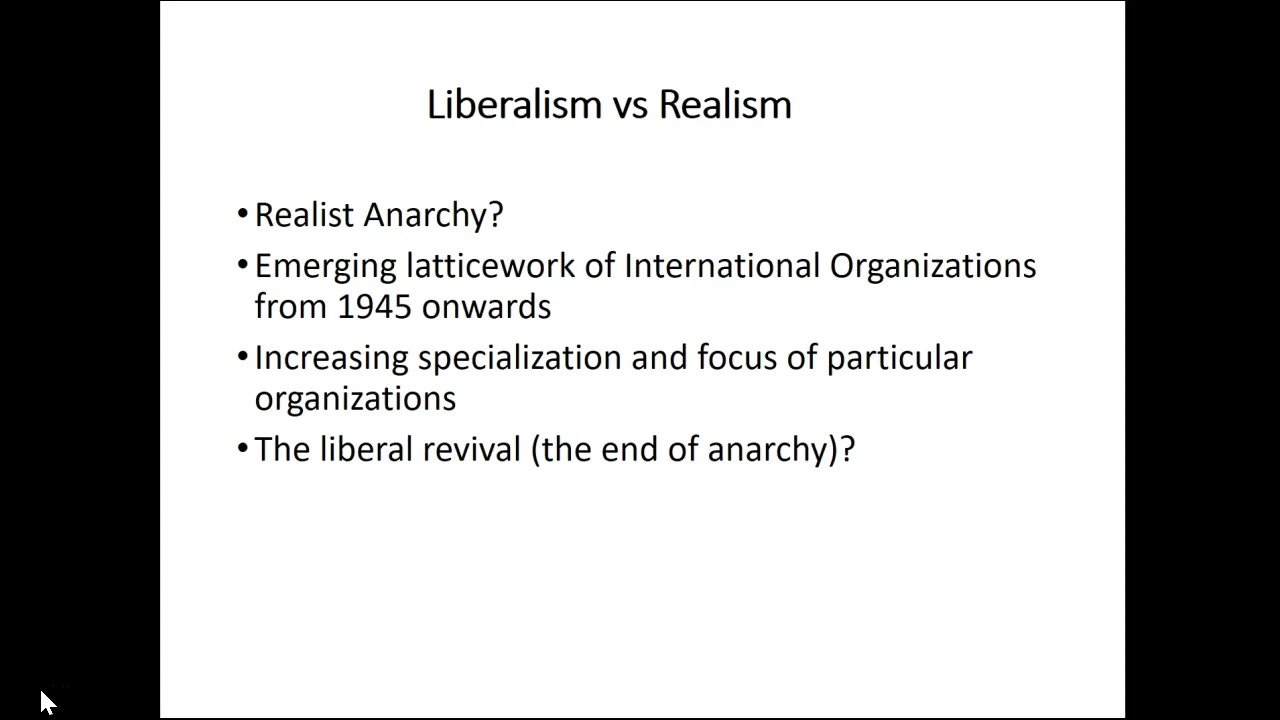 Liberalism vs Realism
• Realist Anarchy?
• Emerging latticework of International Organizations
from 1945 onwards
• Increasing specialization and focus of particular
organizations
• The liberal revival (the end of anarchy)?